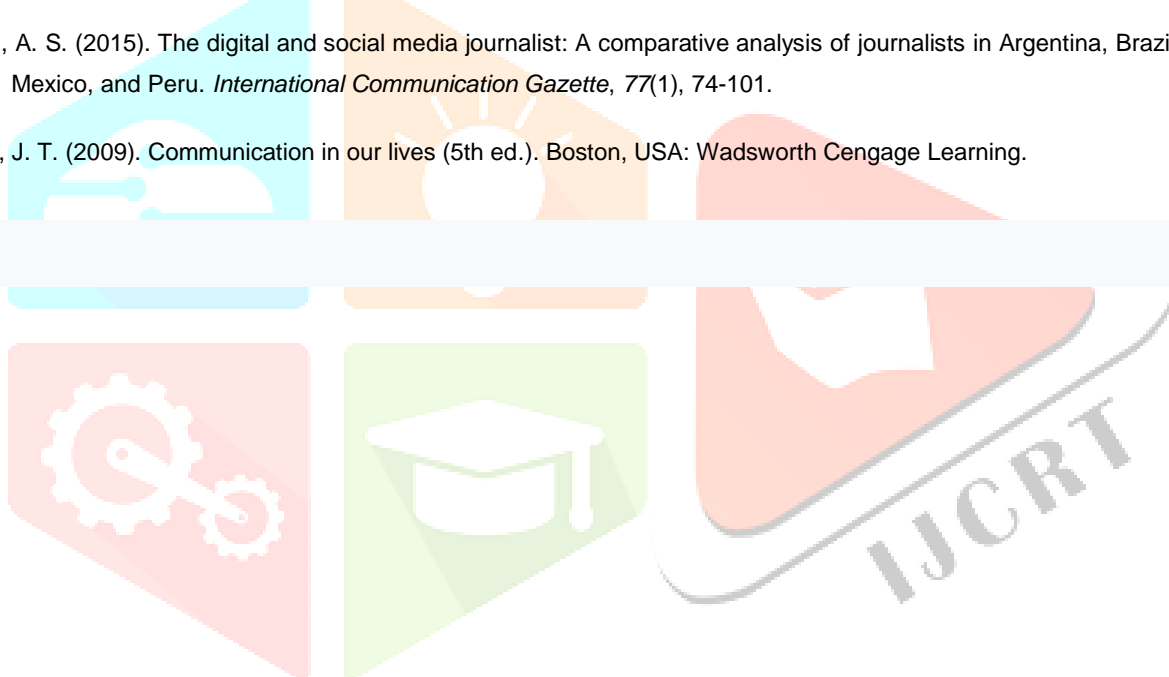 , A. S. (2015). The digital and social media journalist: A comparative analysis of journalists in Argentina, Brazi
Mexico, and Peru. International Communication Gazette, 77(1), 74-101.
, J. T. (2009). Communication in our lives (5th ed.). Boston, USA: Wadsworth Cengage Learning.
IJCRT